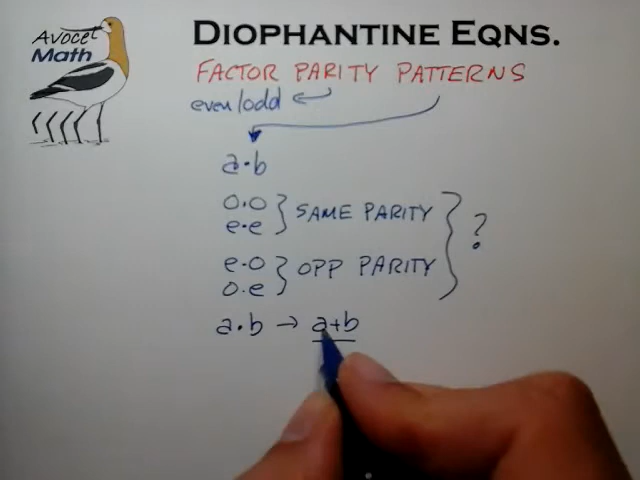 Avocet
Math
DIOPHANTINE EQNS.
FACTOR PARITY PATTERNS
even/odd ←
a·b
o·o } SAME PARITY
e·e
?
e·o } OPP PARITY
o·e
a·b → a+b